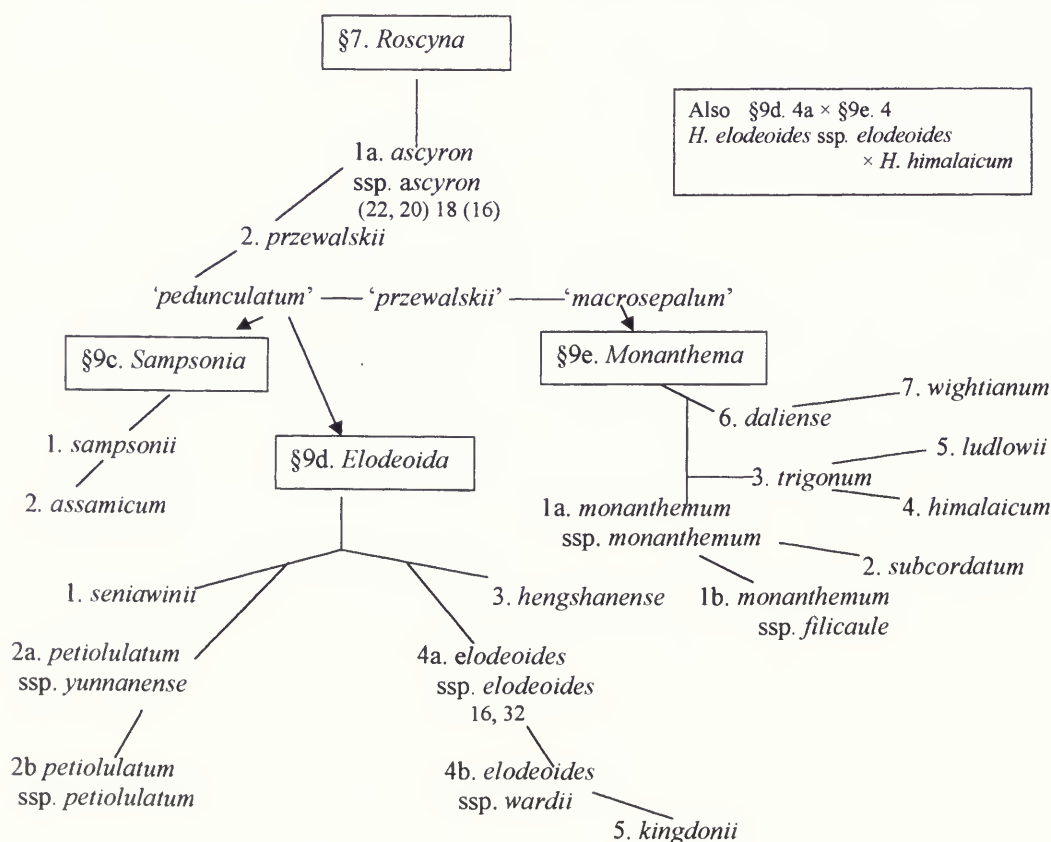 §7. Roscyna
Also §9d. 4a × §9e. 4
H. elodeoides ssp. elodeoides
× H. himalaicum
1a. ascyron
ssp. ascyron
(22, 20) 18 (16)
2. przewalskii
‘pedunculatum’ ‘przewalskii’ ‘macrosepalum’
§9c. Sampsonia
§9e. Monanthema
7. wightianum
6. daliense
1. sampsonii
§9d. Elodeoida
5. ludlowii
3. trigonum
2. assamicum
1a. monanthemum
ssp. monanthemum
4. himalaicum
2. subcordatum
1. seniawinii
3. hengshanense
1b. monanthemum
ssp. filicaule
2a. petiolulatum
ssp. yunnanense
4a. elodeoides
ssp. elodeoides
16, 32
2b petiolulatum
ssp. petiolulatum
4b. elodeoides
ssp. wardii
5. kingdonii